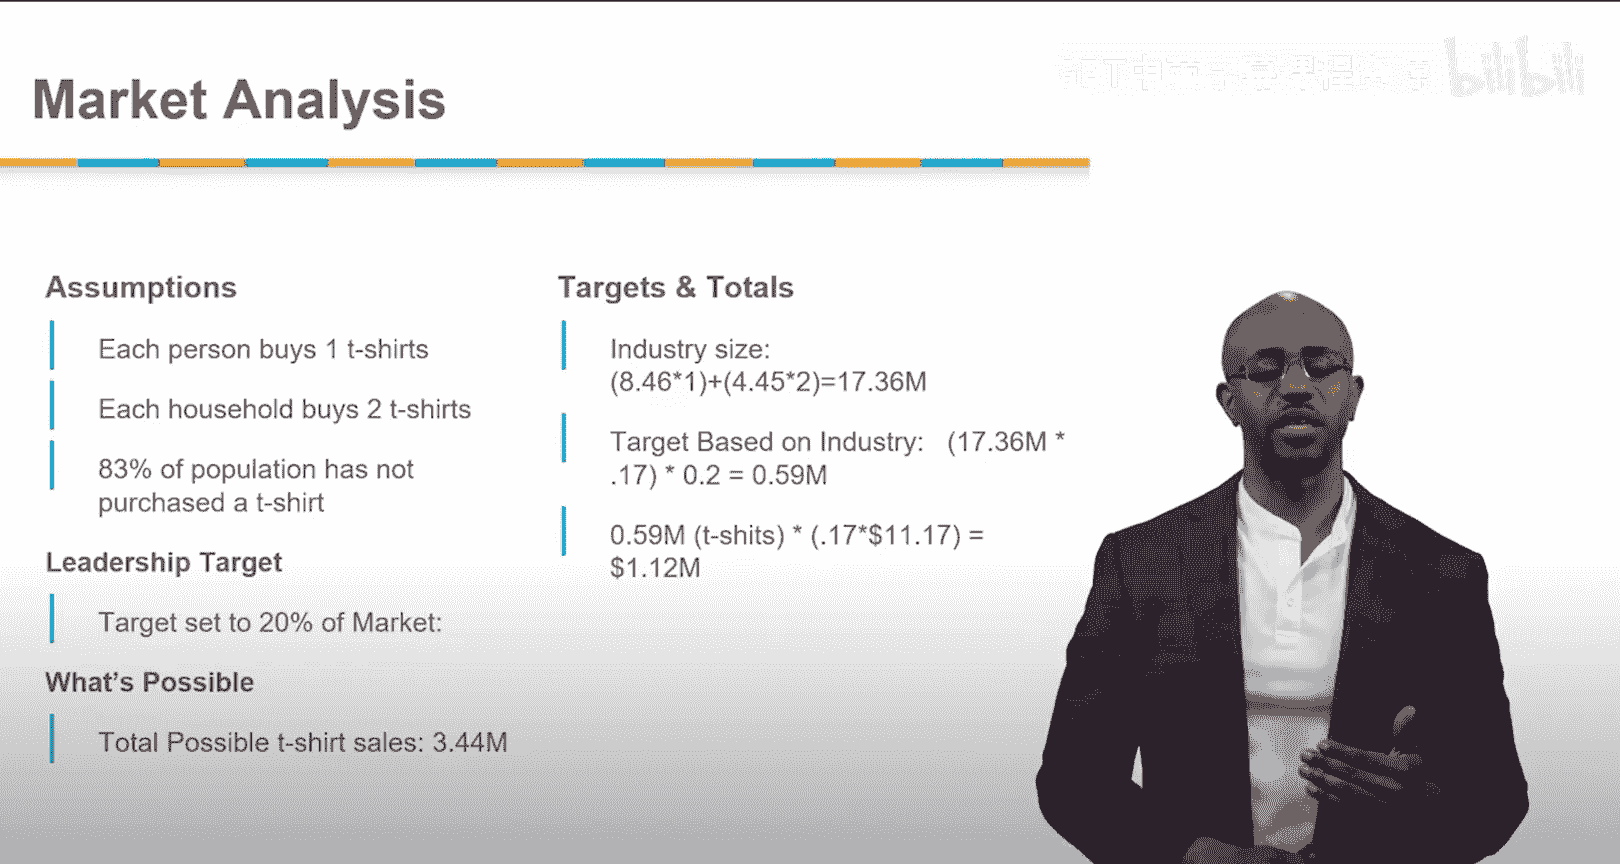 Market Analysis
bilibili
Assumptions
Each person buys 1 t-shirts
Each household buys 2 t-shirts
83% of population has not
purchased a t-shirt
Leadership Target
Target set to 20% of Market:
What's Possible
Total Possible t-shirt sales: 3.44M
Targets & Totals
Industry size:
(8.46*1)+(4.45*2)=17.36M
Target Based on Industry: (17.36M *
.17) * 0.2 = 0.59M
0.59M (t-shits) * (.17*$11.17) =
$1.12M